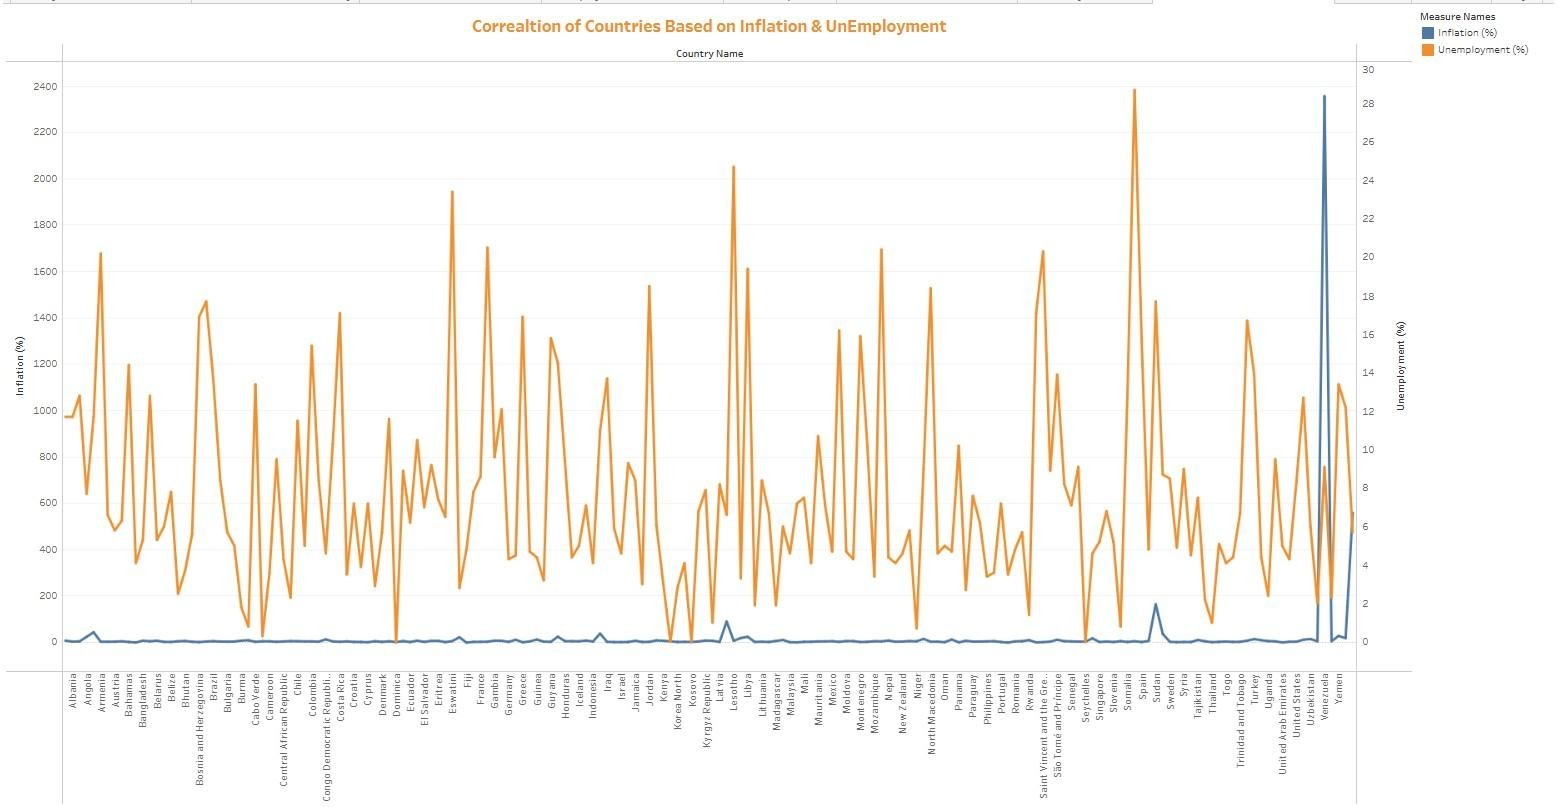 Correaltion of Countries Based on Inflation & UnEmployment
Measure Names
Inflation (%)
Unemployment (%)
Country Name
Inflation (%)
2400
2200
2000
1800
1600
1400
1200
1000
800
600
400
200
0
30
28
26
24
22
20
18
16
14
12
10
8
6
4
2
0
Unemployment (%)
Albania
Angola
Armenia
Austria
Bahamas
Bangladesh
Belarus
Belize
Bhutan
Bosnia and Herzegovina
Brazil
Bulgaria
Burma
Cabo Verde
Cameroon
Central African Republic
Chile
Colombia
Congo Democratic Republi..
Costa Rica
Croatia
Cyprus
Denmark
Dominica
Ecuador
El Salvador
Eritrea
Eswatini
Fiji
France
Gambia
Germany
Greece
Guinea
Guyana
Honduras
Iceland
Indonesia
Iraq
Israel
Jamaica
Jordan
Kenya
Korea North
Kosovo
Kyrgyz Republic
Latvia
Lesotho
Libya
Lithuania
Madagascar
Malaysia
Mali
Mauritania
Mexico
Moldova
Montenegro
Mozambique
Nepal
New Zealand
Niger
North Macedonia
Oman
Panama
Paraguay
Philippines
Portugal
Romania
Rwanda
Saint Vincent and the Gre..
São Tomé and Príncipe
Senegal
Seychelles
Singapore
Slovenia
Somalia
Spain
Sudan
Sweden
Syria
Tajikistan
Thailand
Togo
Trinidad and Tobago
Turkey
Uganda
United Arab Emirates
United States
Uzbekistan
Venezuela
Yemen